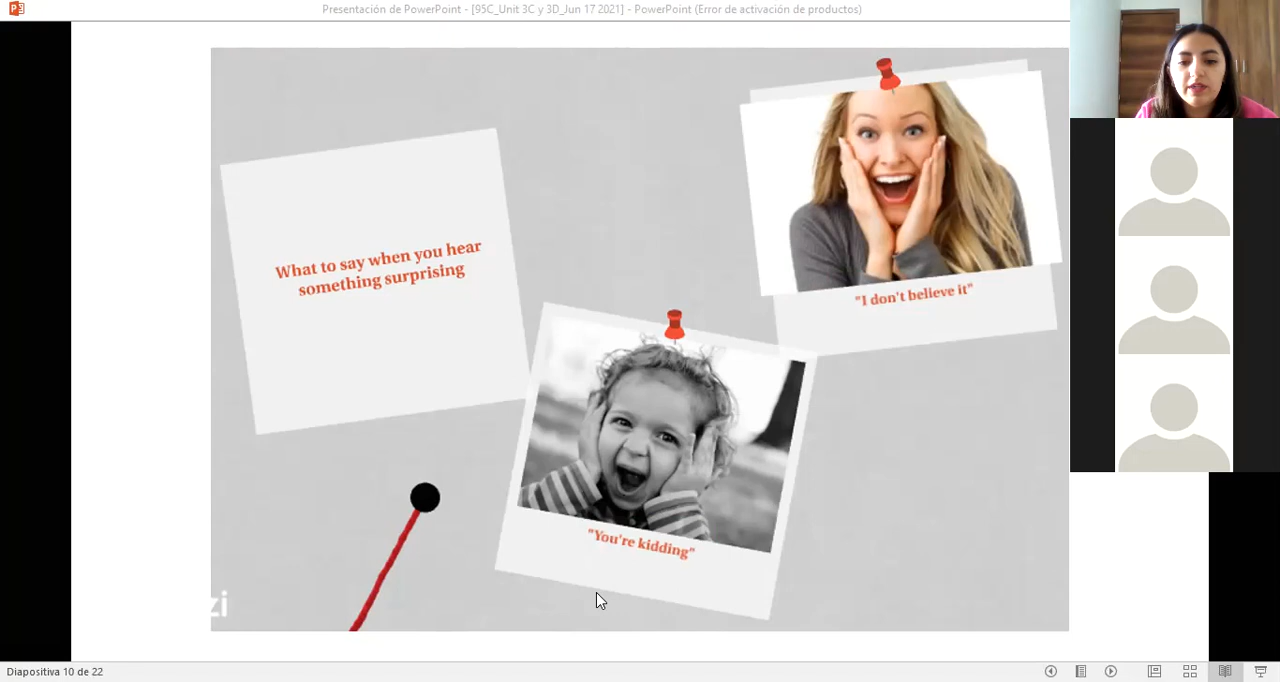 Presentación de PowerPoint - [95C_Unit 3C y 3D_Jun 17 2021] - PowerPoint (Error de activación de productos)
What to say when you hear
something surprising
"I don't believe it"
"You're kidding"
zi
Diapositiva 10 de 22